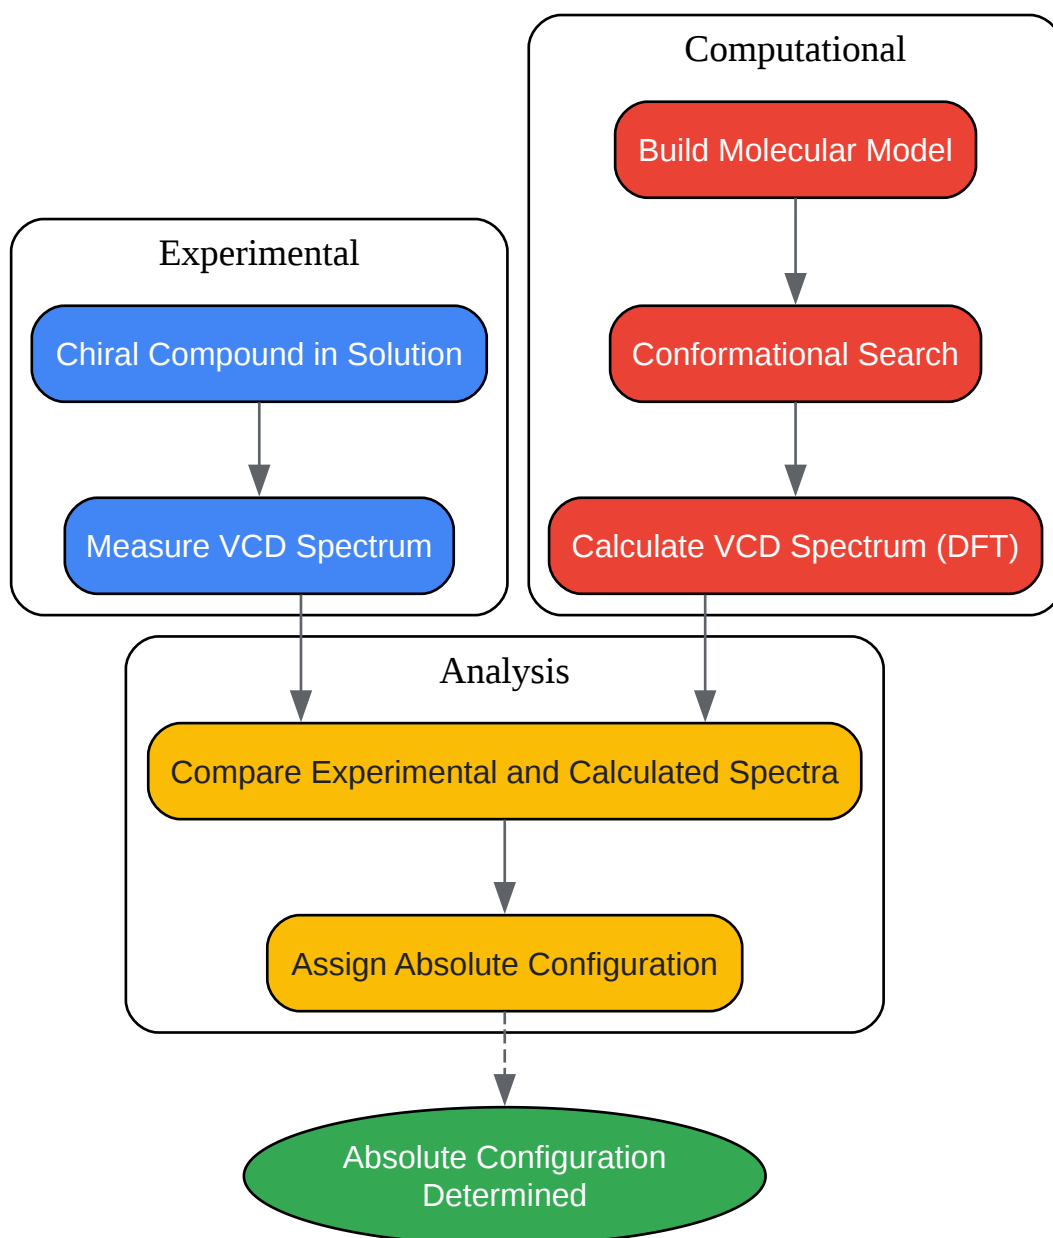 Computational
Build Molecular Model
Experimental
Chiral Compound in Solution
Conformational Search
Measure VCD Spectrum
Calculate VCD Spectrum (DFT)
Analysis
Compare Experimental and Calculated Spectra
Assign Absolute Configuration
Absolute Configuration
Determined